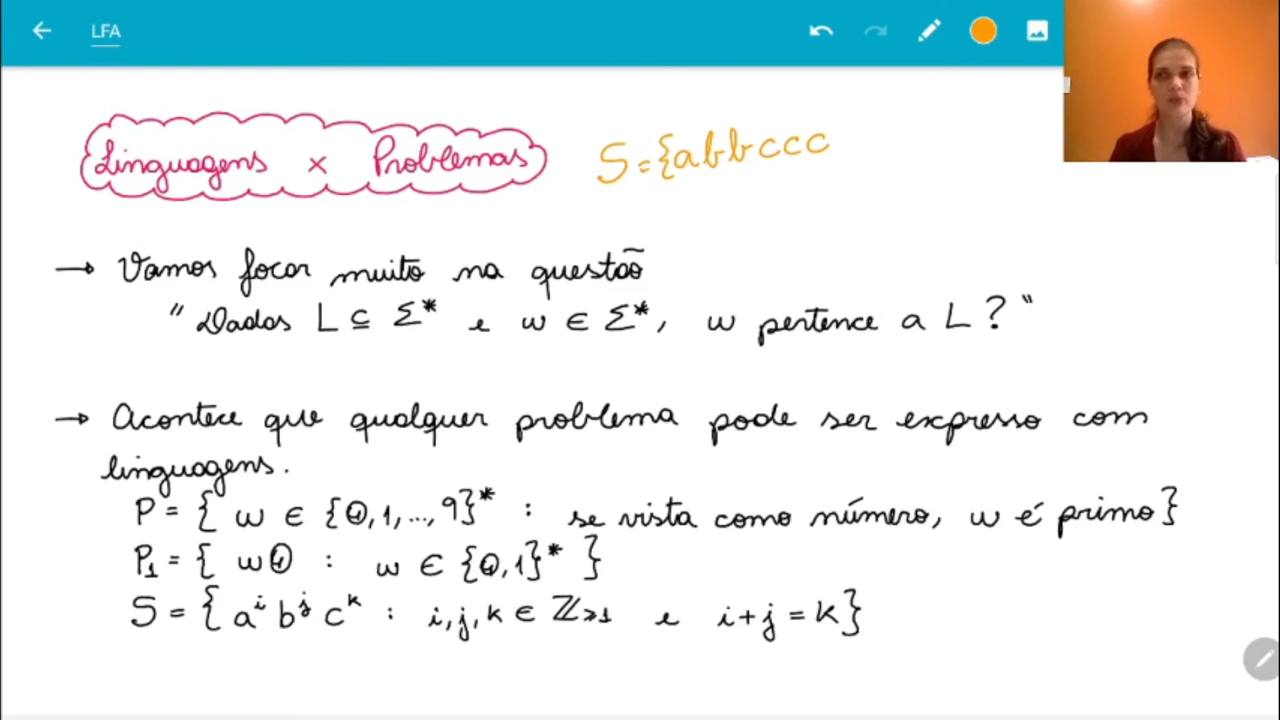 LFA
Linguagens x Problemas
S = {abbccc
→ Vamos focar muito na questão
"Dados L ⊆ Σ* e w ∈ Σ*, w pertence a L?"
→ Acontece que qualquer problema pode ser expresso com
linguagens.
P = { w ∈ {0,1,...,9}* : se vista como número, w é primo}
P₁ = { w0 : w ∈ {0,1}* }
S = { aⁱ bʲ cᵏ : i,j,k ∈ ℤ≥1 e i+j=k}